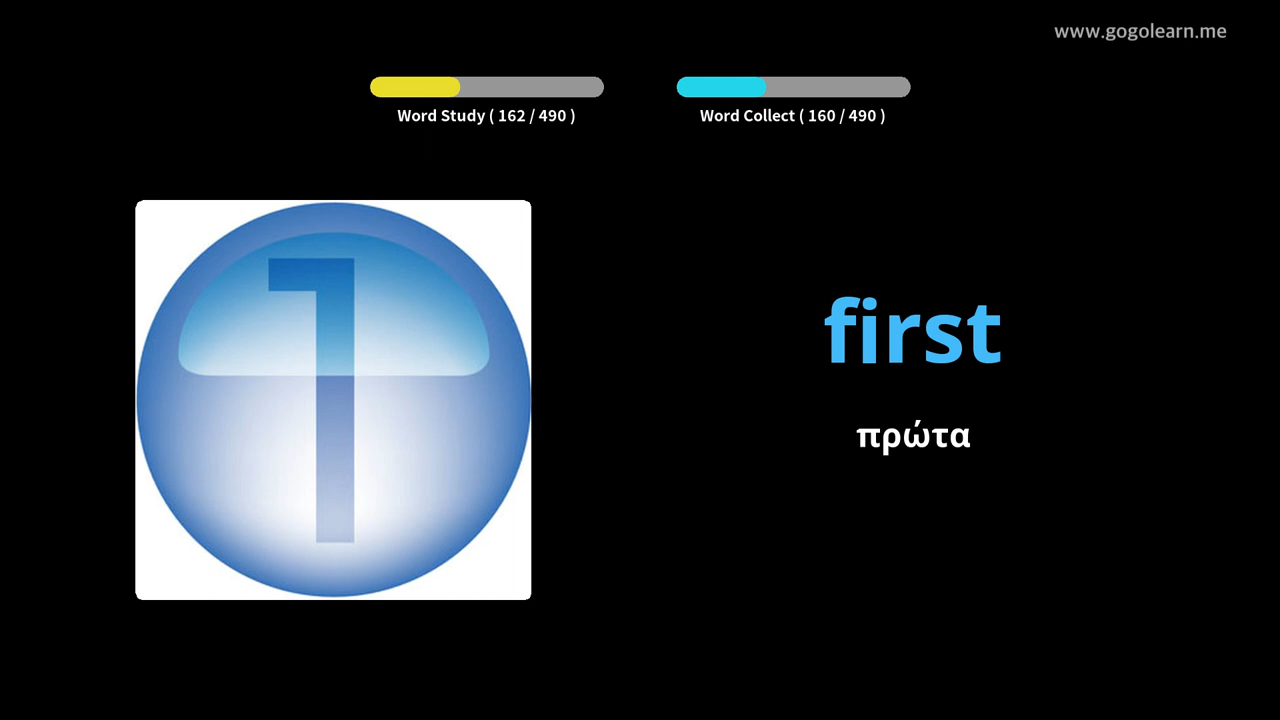 www.gogolearn.me
Word Study ( 162 / 490 )
Word Collect ( 160 / 490 )
1
first
πρώτα